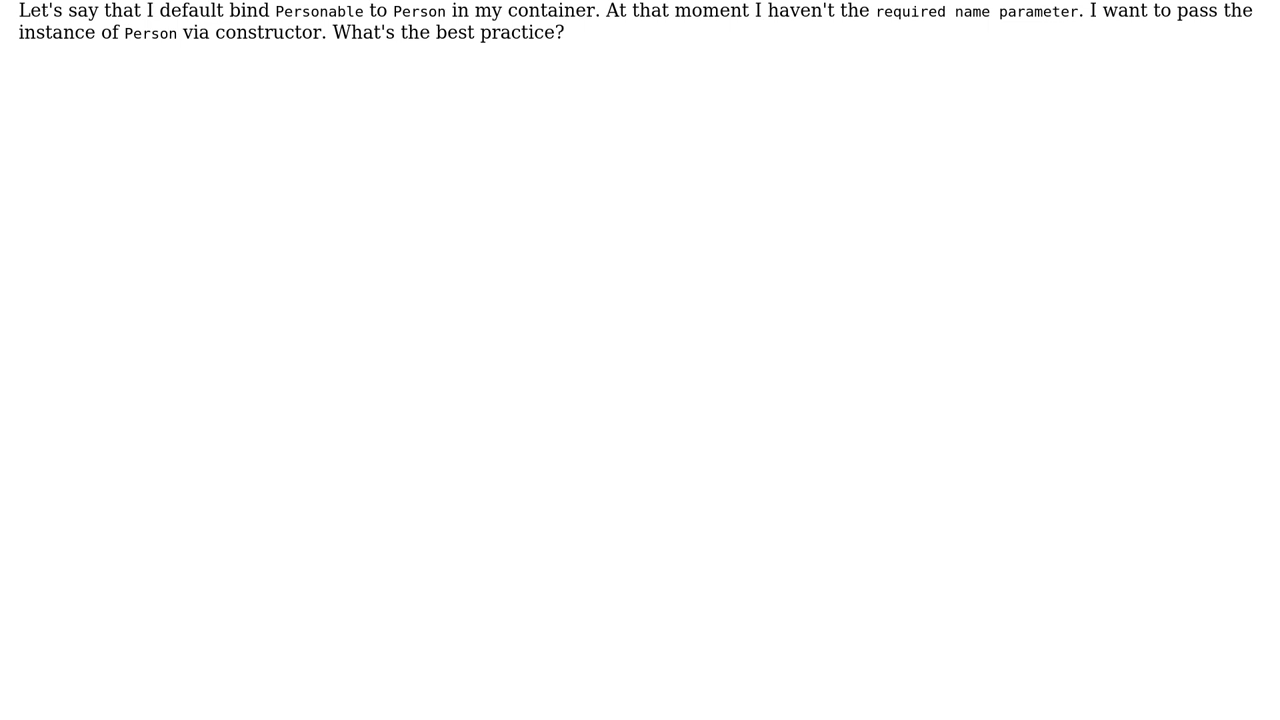 Let's say that I default bind Personable to Person in my container. At that moment I haven't the required name parameter. I want to pass the
instance of Person via constructor. What's the best practice?